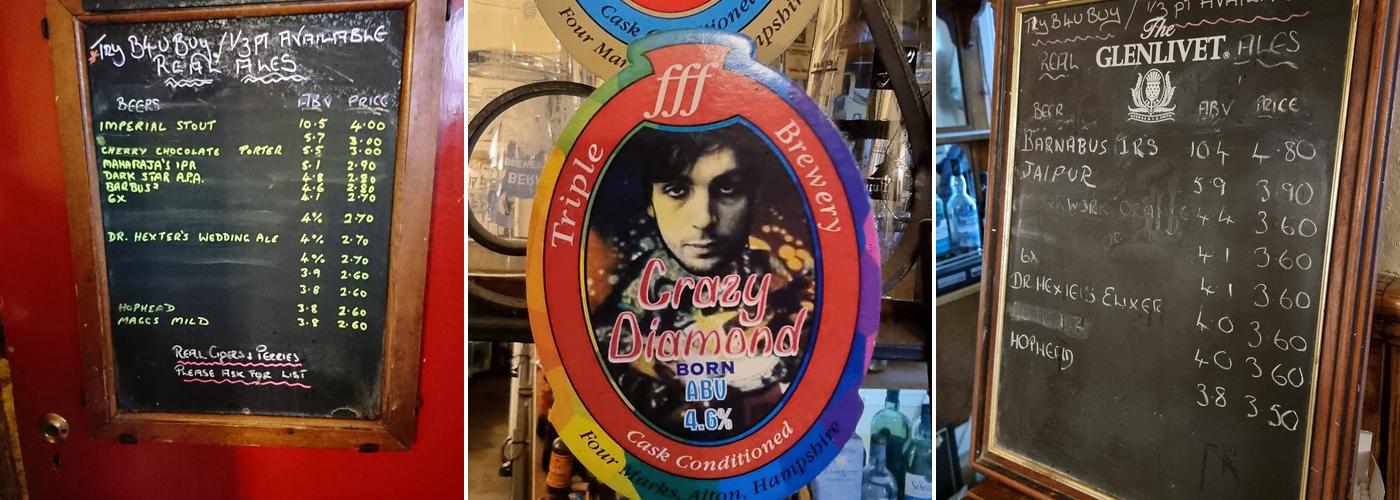 Try B4U Buy / 1/3 PT AVAILABLE
REAL ALES
BEERS ABV PRICE
IMPERIAL STOUT 10.5 4.00
5.7 3.00
CHERRY CHOCOLATE PORTER 5.5 3.00
MAHARAJA'S IPA 5.1 2.90
DARK STAR A.P.A. 4.8 2.80
BARBUS 4.6 2.80
6X 4.1 2.70
4% 2.70
DR. HEXTER'S WEDDING ALE 4% 2.70
4% 2.70
3.9 2.60
3.8 2.60
HOPHEAD 3.8 2.60
MAGGS MILD 3.8 2.60
REAL CIDERS & PERRIES
PLEASE ASK FOR LIST
Cask Conditioned
Four Mar mpshire
fff
Triple Brewery
Crazy
Diamond
BORN
ABV
4.6%
Cask Conditioned
Four Marks, Alton, Hampshire
Try B4U BUY / 1/3 PT AVAILA
The
GLENLIVET®
REAL ALES
BEER ABV PRICE
BARNABUS IRS 10.4 4.80
JAIPUR 5.9 3.90
RKWORK ORANGE 4.4 3.60
6X 4.1 3.60
4.1 3.60
DR.HEXTER'S ELIXER 4.0 3.60
4.0 3.60
HOPHEAD 3.8 3.50